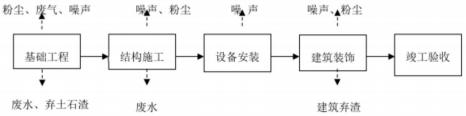 粉尘、废气、噪声 噪声、粉尘 噪 声 噪声、粉尘
基础工程 结构施工 设备安装 建筑装饰 竣工验收
废水、弃土石渣 废水 建筑弃渣